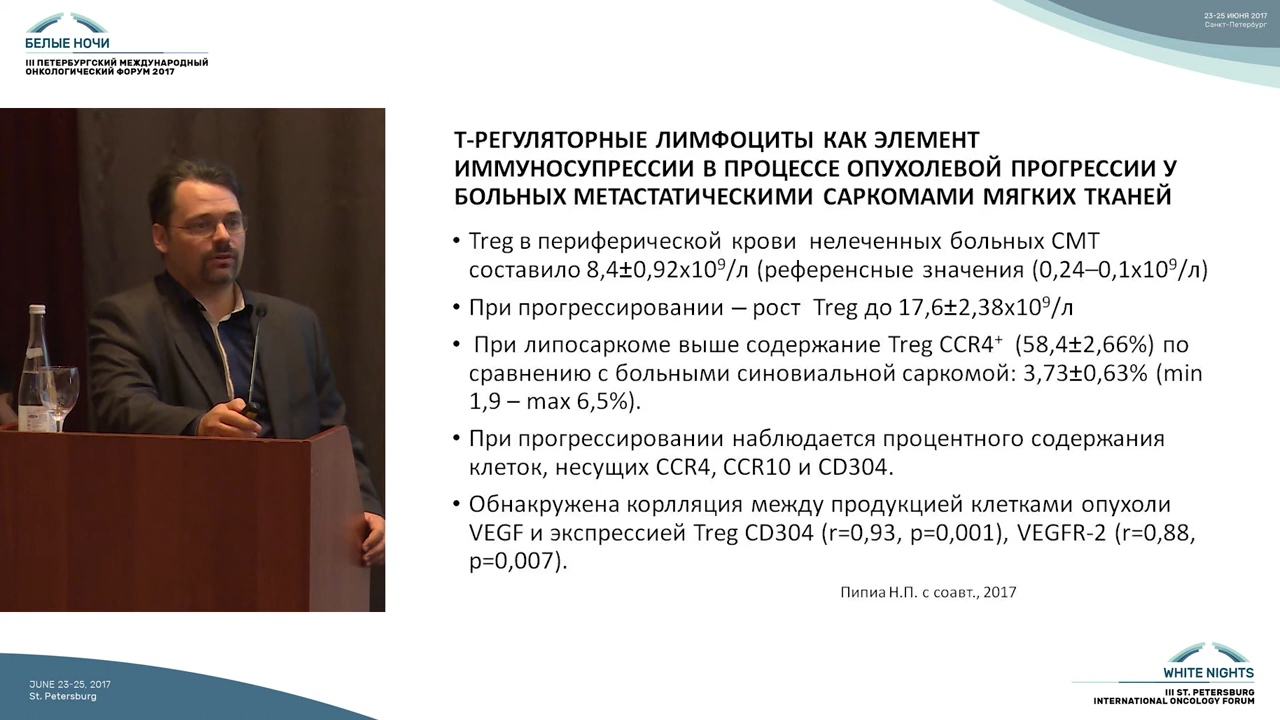 БЕЛЫЕ НОЧИ
III ПЕТЕРБУРГСКИЙ МЕЖДУНАРОДНЫЙ
ОНКОЛОГИЧЕСКИЙ ФОРУМ 2017
23-25 ИЮНЯ 2017
Санкт-Петербург
Т-РЕГУЛЯТОРНЫЕ ЛИМФОЦИТЫ КАК ЭЛЕМЕНТ
ИММУНОСУПРЕССИИ В ПРОЦЕССЕ ОПУХОЛЕВОЙ ПРОГРЕССИИ У
БОЛЬНЫХ МЕТАСТАТИЧЕСКИМИ САРКОМАМИ МЯГКИХ ТКАНЕЙ
• Treg в периферической крови нелеченных больных СМТ
составило 8,4±0,92х10⁹/л (референсные значения (0,24–0,1х10⁹/л)
• При прогрессировании – рост Treg до 17,6±2,38х10⁹/л
• При липосаркоме выше содержание Treg CCR4⁺ (58,4±2,66%) по
сравнению с больными синовиальной саркомой: 3,73±0,63% (min
1,9 – max 6,5%).
• При прогрессировании наблюдается процентного содержания
клеток, несущих CCR4, CCR10 и CD304.
• Обнакружена корлляция между продукцией клетками опухоли
VEGF и экспрессией Treg CD304 (r=0,93, p=0,001), VEGFR-2 (r=0,88,
p=0,007).
Пипиа Н.П. с соавт., 2017
JUNE 23-25, 2017
St. Petersburg
WHITE NIGHTS
III ST. PETERSBURG
INTERNATIONAL ONCOLOGY FORUM